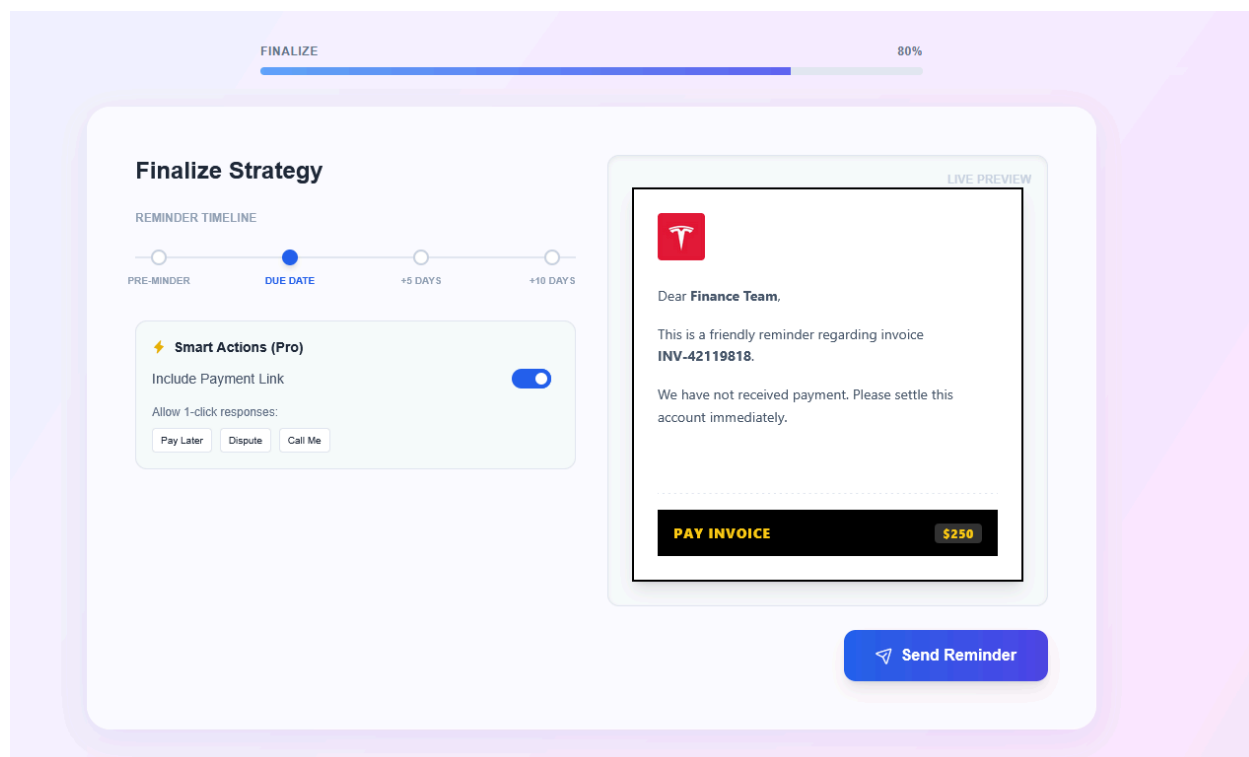 FINALIZE
80%
Finalize Strategy
REMINDER TIMELINE
PRE-MINDER
DUE DATE
+5 DAYS
+10 DAYS
Smart Actions (Pro)
Include Payment Link
Allow 1-click responses:
Pay Later
Dispute
Call Me
LIVE PREVIEW
Dear Finance Team,
This is a friendly reminder regarding invoice
INV-42119818.
We have not received payment. Please settle this
account immediately.
PAY INVOICE
$250
Send Reminder